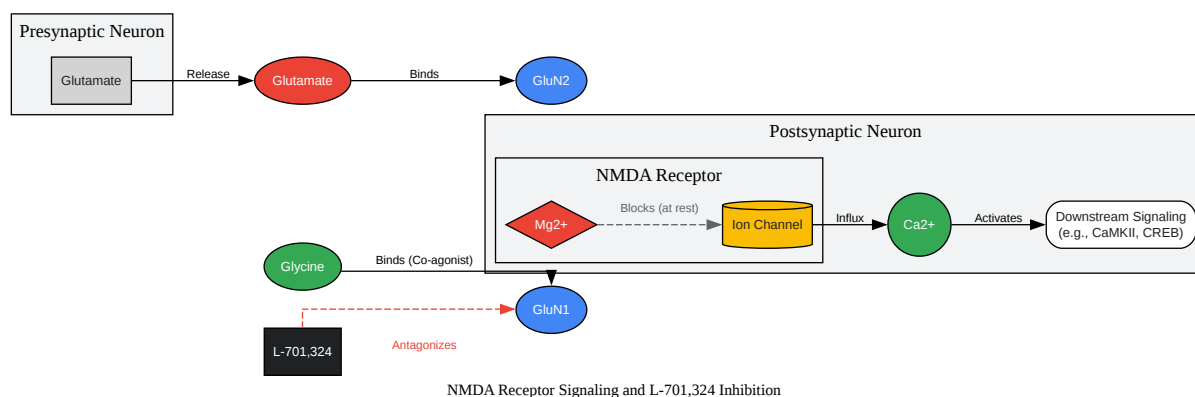 Presynaptic Neuron
Glutamate
Release
Glutamate
Binds
GluN2
Postsynaptic Neuron
NMDA Receptor
Mg2+
Blocks (at rest)
Ion Channel
Influx
Ca2+
Activates
Downstream Signaling
(e.g., CaMKII, CREB)
Glycine
Binds (Co-agonist)
GluN1
L-701,324
Antagonizes
NMDA Receptor Signaling and L-701,324 Inhibition